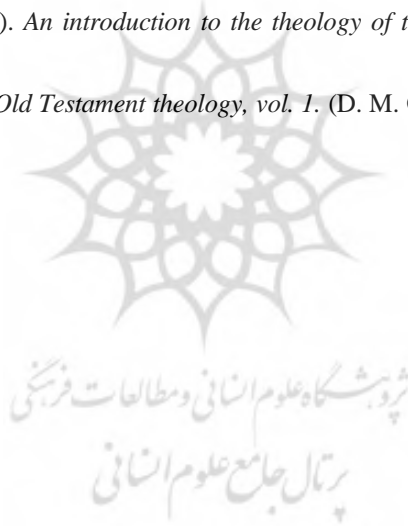 ). An introduction to the theology of t
Old Testament theology, vol. 1. (D. M.
پژوهشگاه علوم انسانی و مطالعات فرهنگی
پرتال جامع علوم انسانی